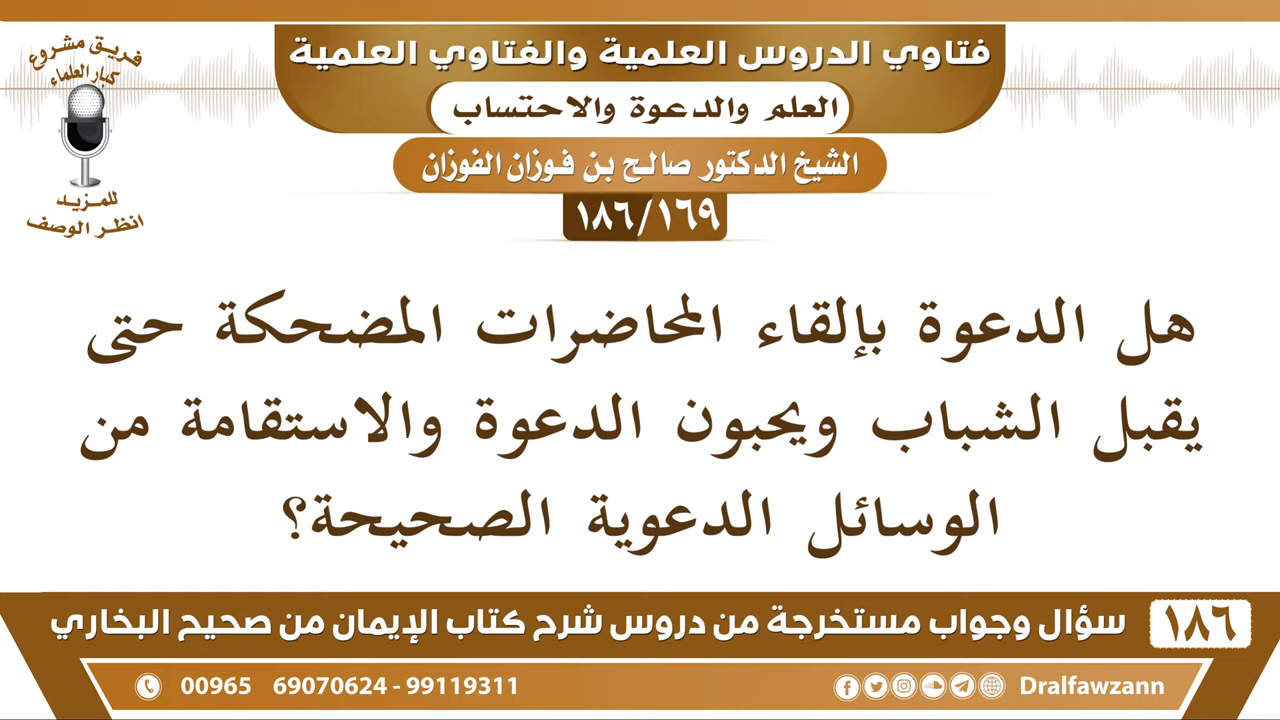 فتاوي الدروس العلمية والفتاوي العلمية
العلم والدعوة والاحتساب
الشيخ الدكتور صالح بن فوزان الفوزان
١٨٦/١٦٩
فريق مشروع
كبار العلماء
للمزيد
انظر الوصف
هل الدعوة بإلقاء المحاضرات المضحكة حتى
يقبل الشباب ويحبون الدعوة والاستقامة من
الوسائل الدعوية الصحيحة؟
١٨٦ سؤال وجواب مستخرجة من دروس شرح كتاب الإيمان من صحيح البخاري
00965 69070624 - 99119311
Dralfawzann